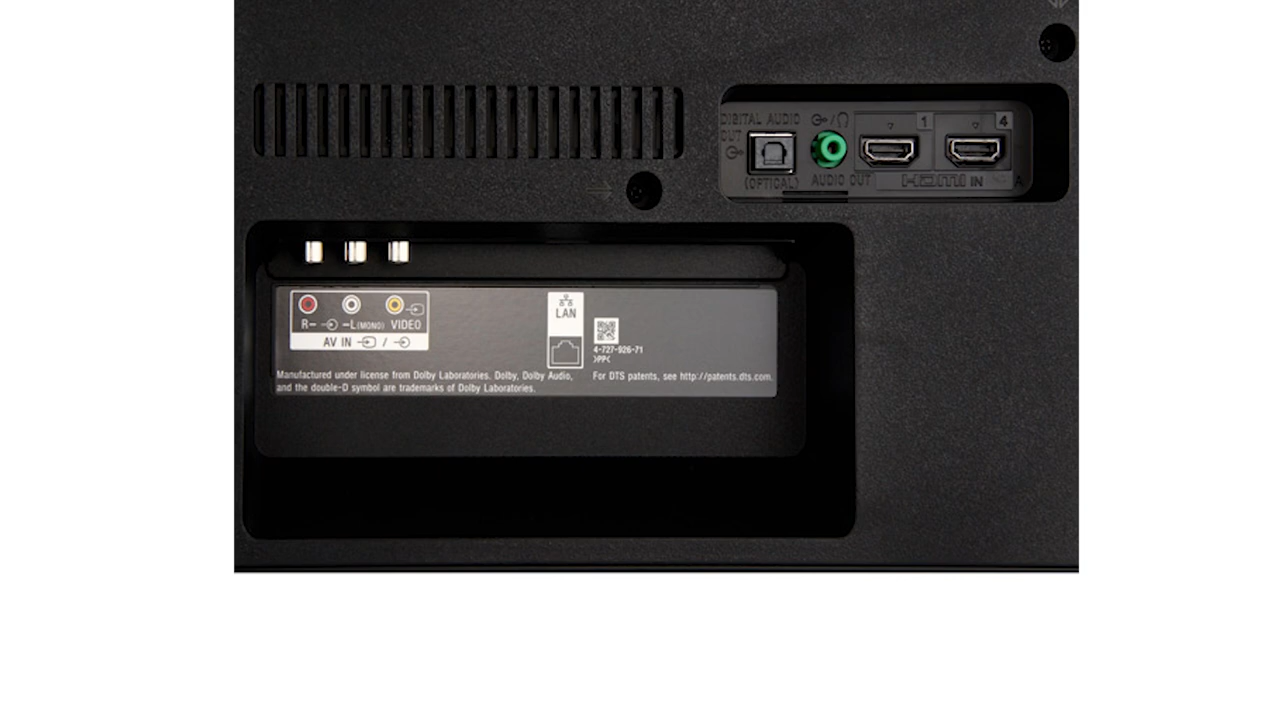 DIGITAL AUDIO
OUT
(OPTICAL)
AUDIO OUT
1
4
HDMI IN
R
L (MONO)
VIDEO
AV IN /
LAN
4-727-926-71
>PP<
Manufactured under license from Dolby Laboratories. Dolby, Dolby Audio,
and the double-D symbol are trademarks of Dolby Laboratories.
For DTS patents, see http://patents.dts.com.